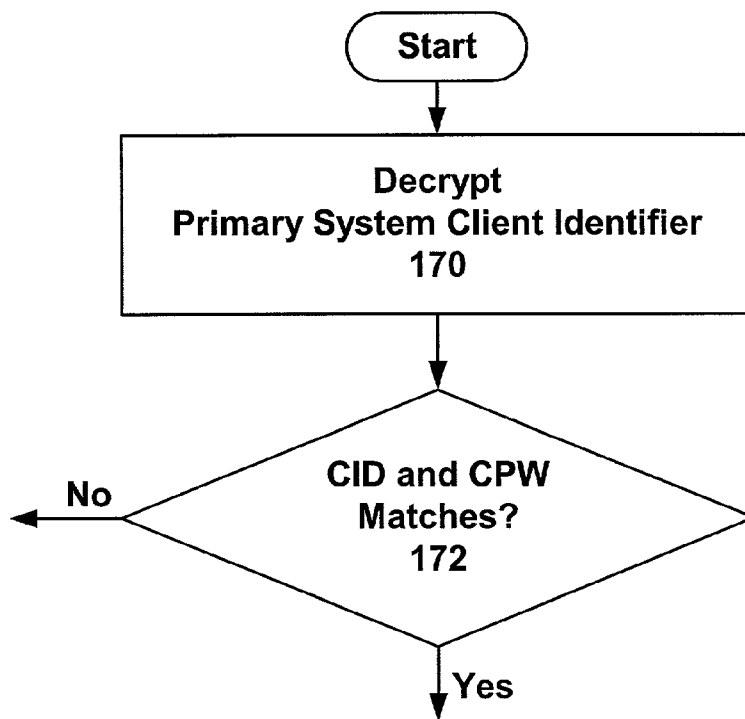 Start
Decrypt
Primary System Client Identifier
170
CID and CPW
Matches?
172
No
Yes